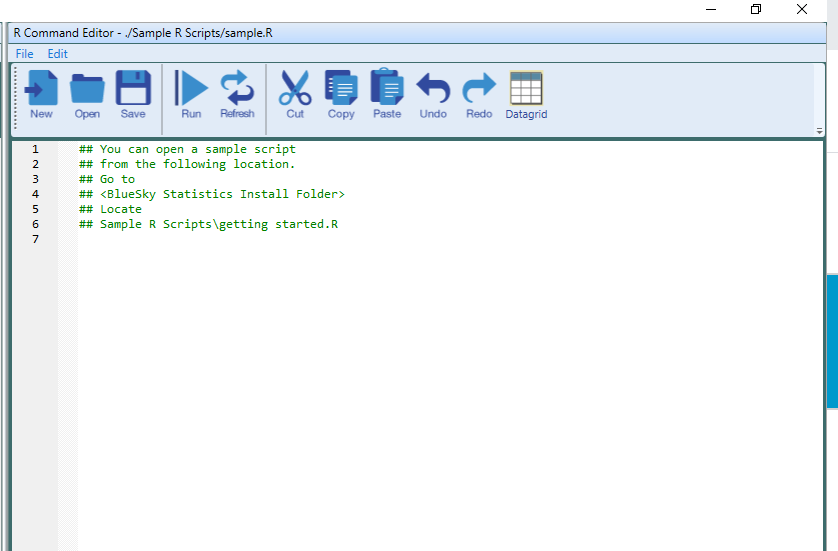 R Command Editor - ./Sample R Scripts/sample.R
File Edit
New Open Save Run Refresh Cut Copy Paste Undo Redo Datagrid
1 ## You can open a sample script
2 ## from the following location.
3 ## Go to
4 ## <BlueSky Statistics Install Folder>
5 ## Locate
6 ## Sample R Scripts\getting started.R
7